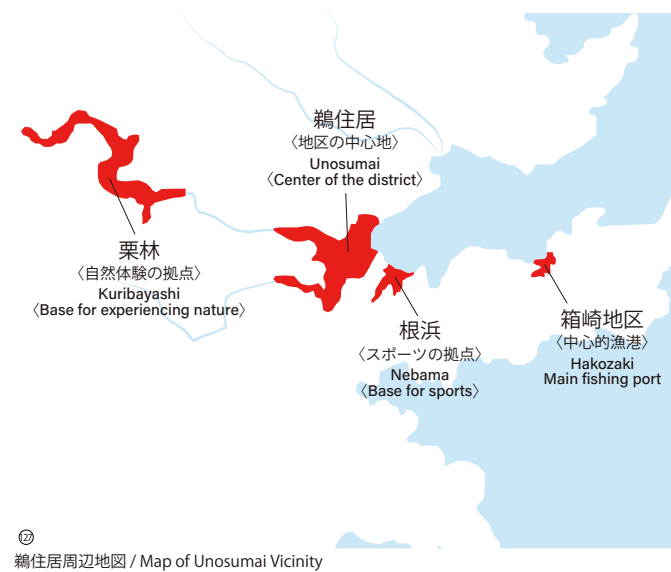 鵜住居
〈地区の中心地〉
Unosumai
〈Center of the district〉
栗林
〈自然体験の拠点〉
Kuribayashi
〈Base for experiencing nature〉
根浜
〈スポーツの拠点〉
Nebama
〈Base for sports〉
箱崎地区
〈中心的漁港〉
Hakozaki
Main fishing port
127
鵜住居周辺地図 / Map of Unosumai Vicinity